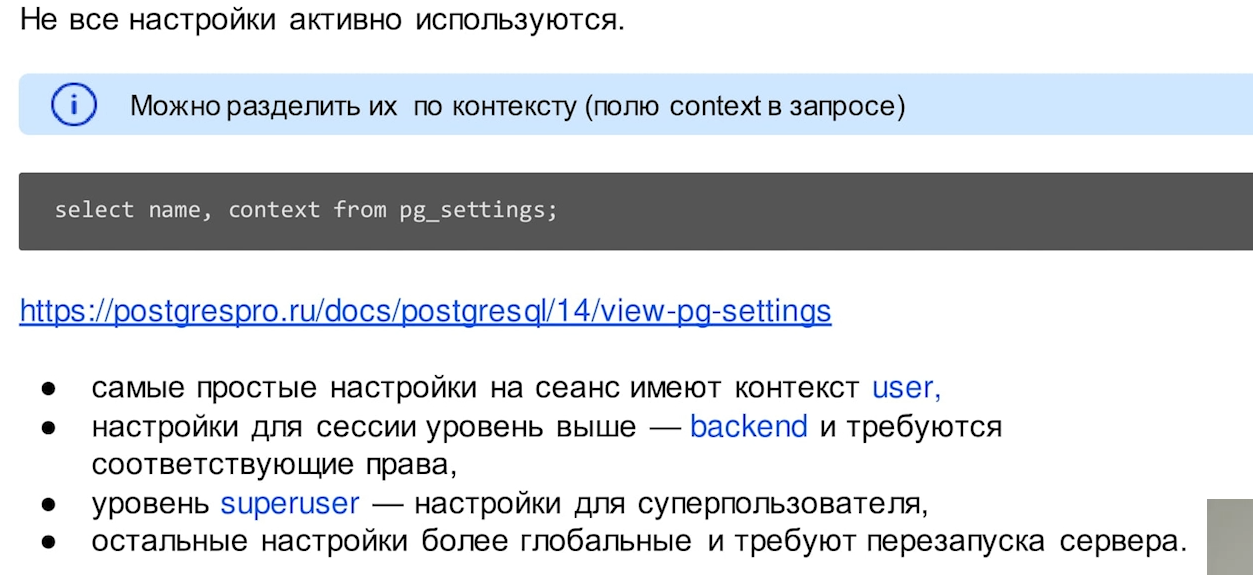 Не все настройки активно используются.
Можно разделить их по контексту (полю context в запросе)
select name, context from pg_settings;
https://postgrespro.ru/docs/postgresql/14/view-pg-settings
● самые простые настройки на сеанс имеют контекст user,
● настройки для сессии уровень выше — backend и требуются
соответствующие права,
● уровень superuser — настройки для суперпользователя,
● остальные настройки более глобальные и требуют перезапуска сервера.